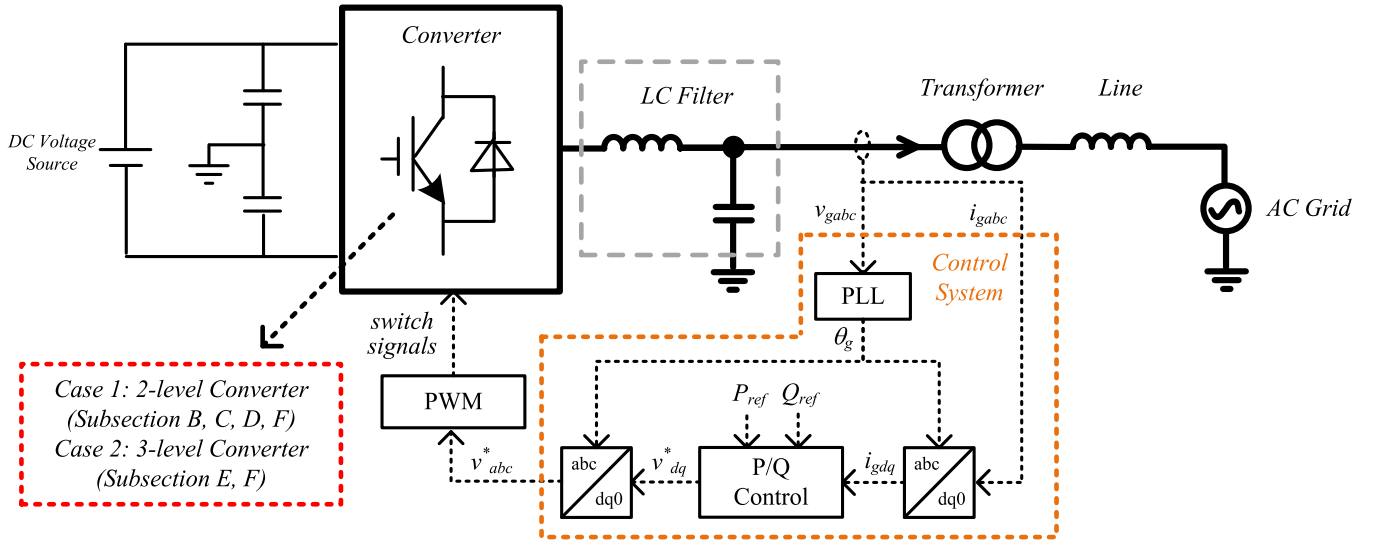 Converter
LC Filter
Transformer
Line
DC Voltage
Source
AC Grid
v_gabc
i_gabc
Control
System
PLL
θ_g
switch
signals
PWM
P_ref Q_ref
Case 1: 2-level Converter
(Subsection B, C, D, F)
Case 2: 3-level Converter
(Subsection E, F)
v*_abc
abc
dq0
v*_dq
P/Q
Control
i_gdq
abc
dq0